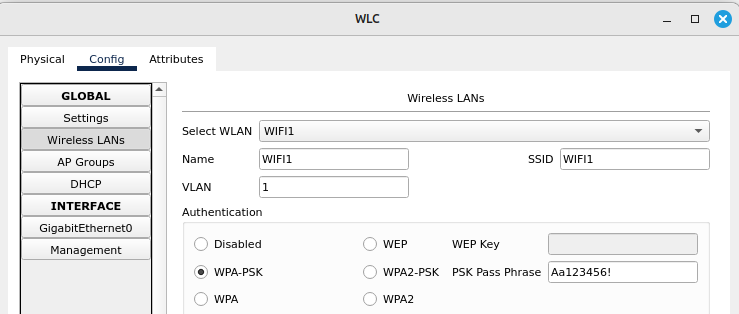 WLC
Physical Config Attributes
GLOBAL
Settings
Wireless LANs
AP Groups
DHCP
INTERFACE
GigabitEthernet0
Management
Wireless LANs
Select WLAN WIFI1
Name WIFI1 SSID WIFI1
VLAN 1
Authentication
Disabled WEP WEP Key
WPA-PSK WPA2-PSK PSK Pass Phrase Aa123456!
WPA WPA2